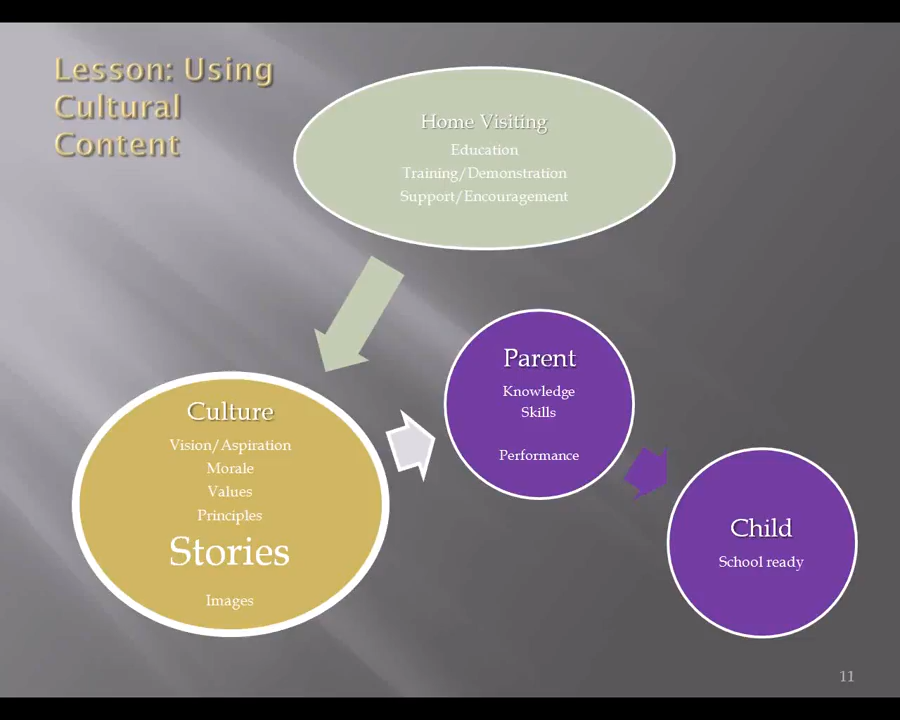 Lesson: Using
Cultural
Content
Home Visiting
Education
Training/Demonstration
Support/Encouragement
Culture
Vision/Aspiration
Morale
Values
Principles
Stories
Images
Parent
Knowledge
Skills
Performance
Child
School ready
11